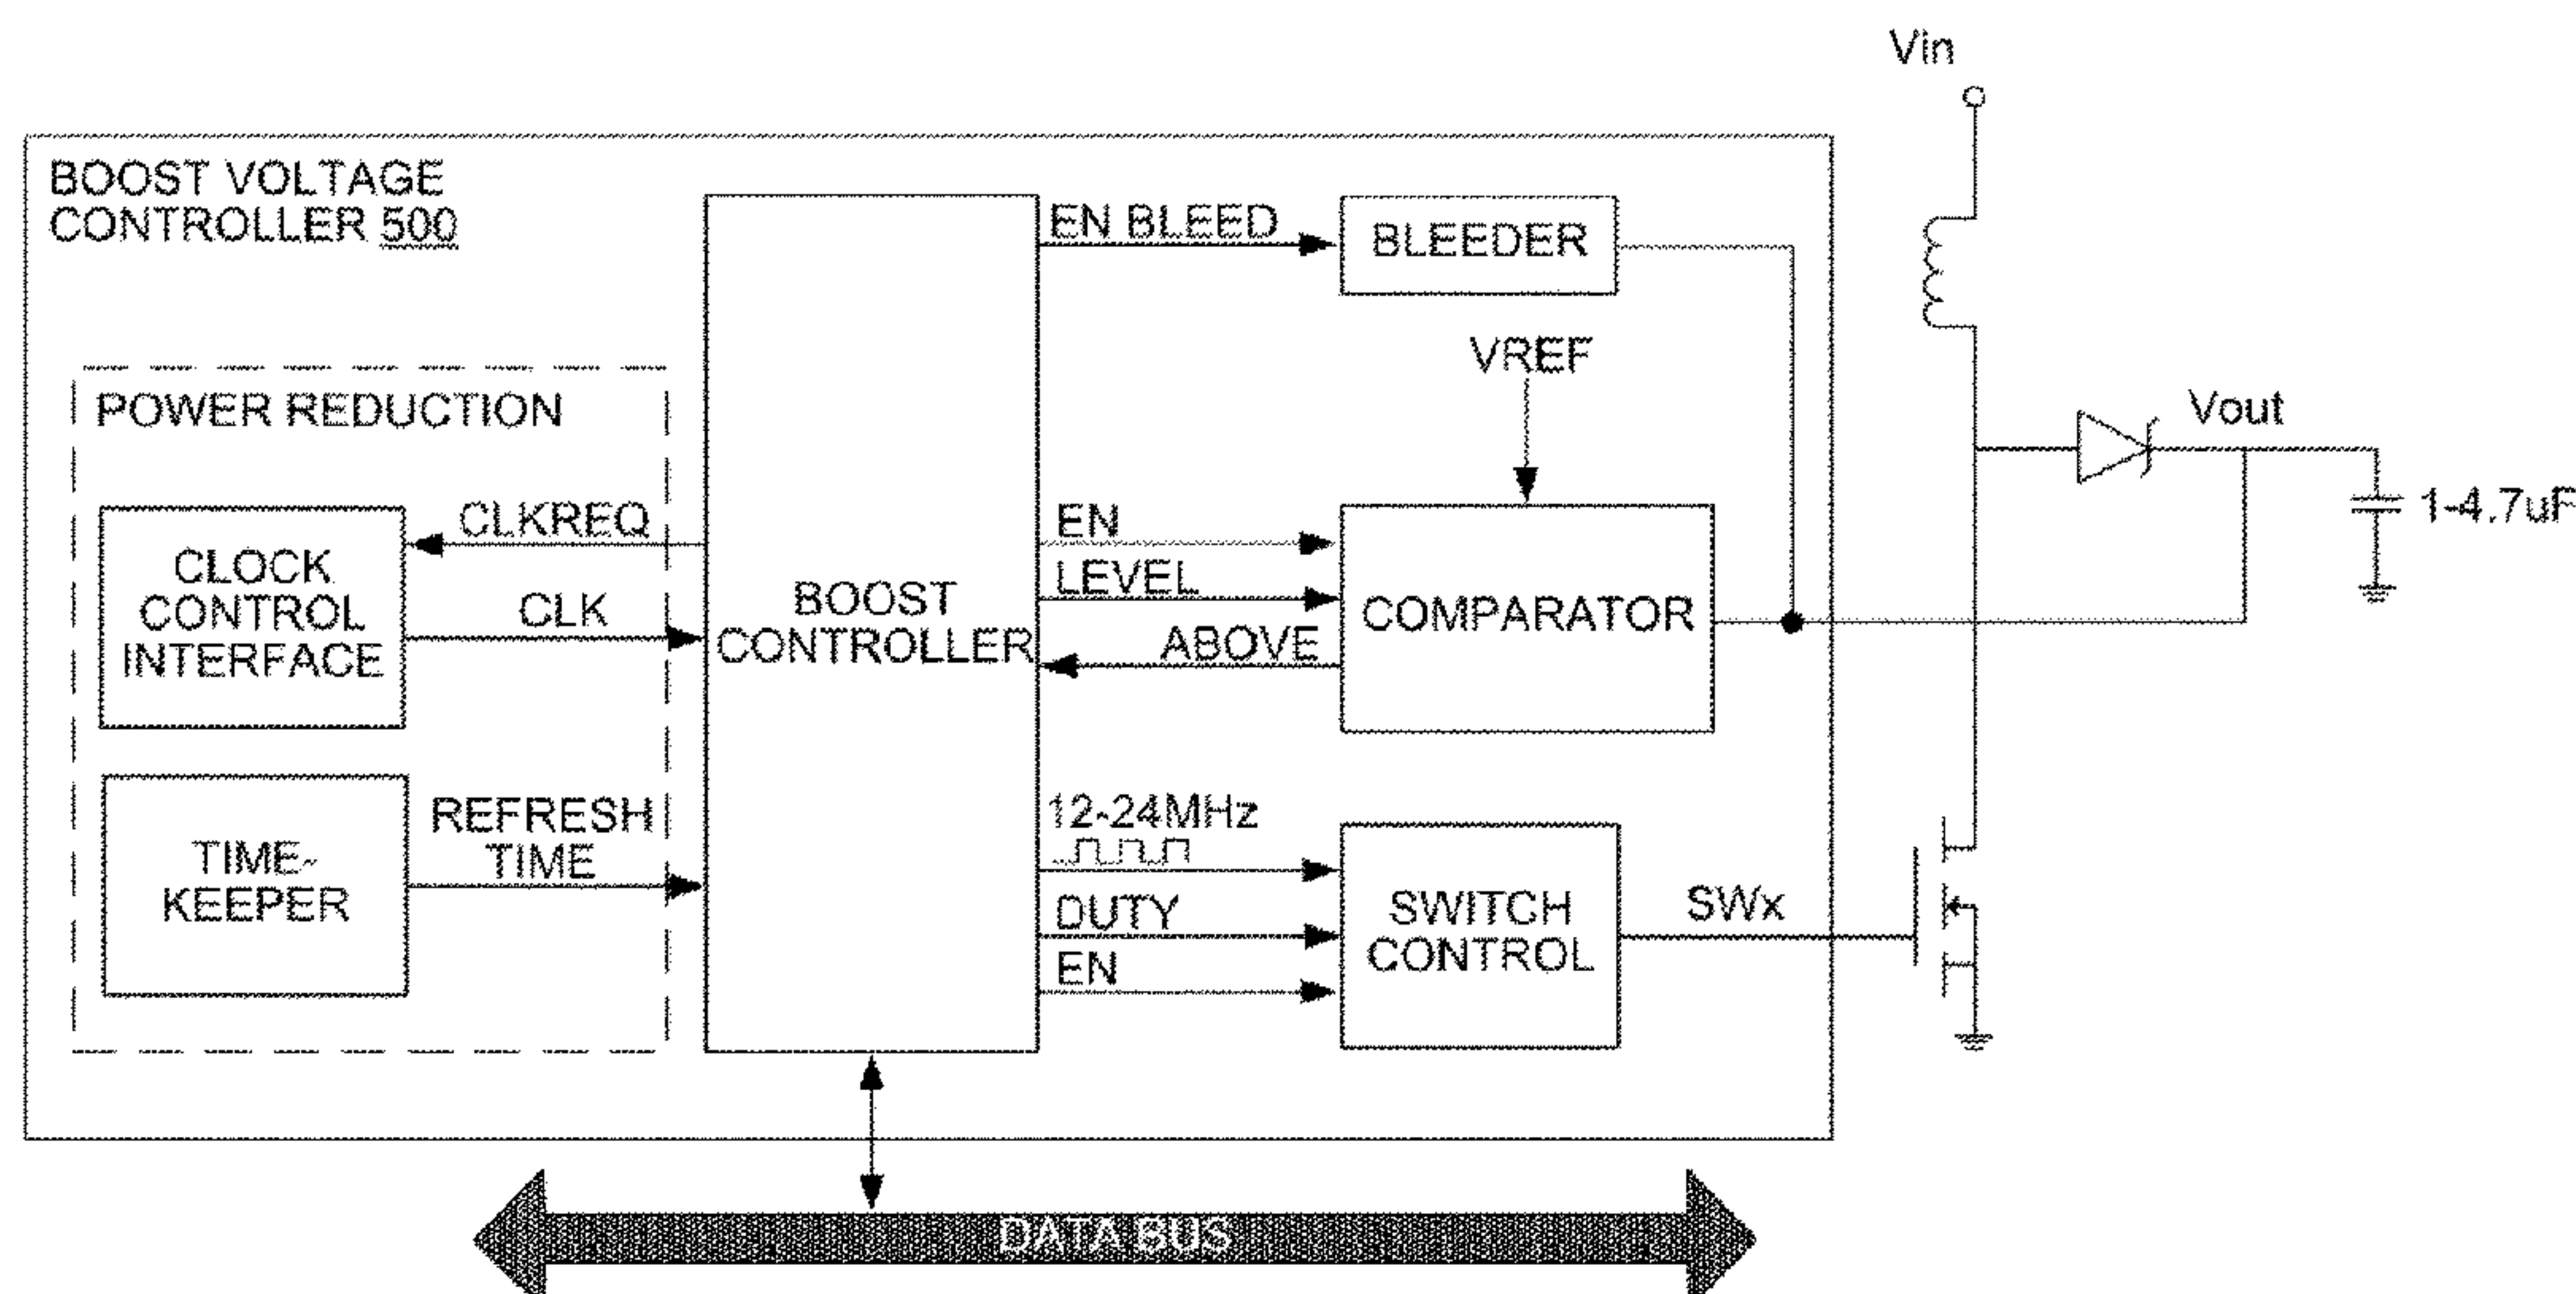 Vin
BOOST VOLTAGE
CONTROLLER 500
EN BLEED
BLEEDER
VREF
POWER REDUCTION
Vout
CLKREQ
CLOCK
CONTROL
INTERFACE
CLK
BOOST
CONTROLLER
EN
LEVEL
ABOVE
COMPARATOR
1-4.7uF
TIME-
KEEPER
REFRESH
TIME
12-24MHz
DUTY
EN
SWITCH
CONTROL
SWx
DATA BUS